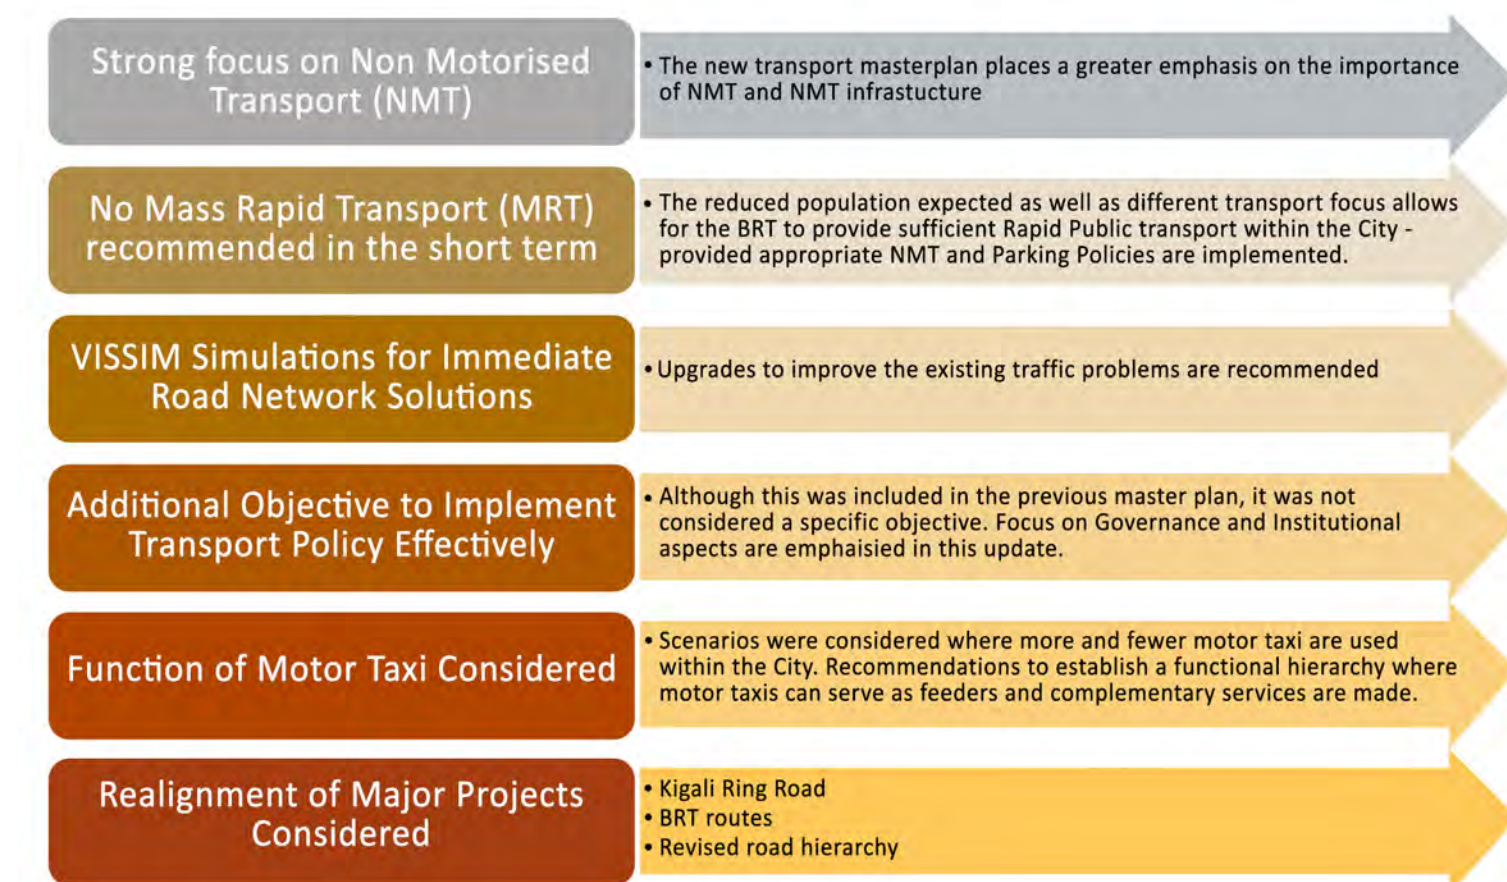 Strong focus on Non Motorised
Transport (NMT)
• The new transport masterplan places a greater emphasis on the importance
of NMT and NMT infrastucture
No Mass Rapid Transport (MRT)
recommended in the short term
• The reduced population expected as well as different transport focus allows
for the BRT to provide sufficient Rapid Public transport within the City -
provided appropriate NMT and Parking Policies are implemented.
VISSIM Simulations for Immediate
Road Network Solutions
• Upgrades to improve the existing traffic problems are recommended
Additional Objective to Implement
Transport Policy Effectively
• Although this was included in the previous master plan, it was not
considered a specific objective. Focus on Governance and Institutional
aspects are emphaisied in this update.
Function of Motor Taxi Considered
• Scenarios were considered where more and fewer motor taxi are used
within the City. Recommendations to establish a functional hierarchy where
motor taxis can serve as feeders and complementary services are made.
Realignment of Major Projects
Considered
• Kigali Ring Road
• BRT routes
• Revised road hierarchy